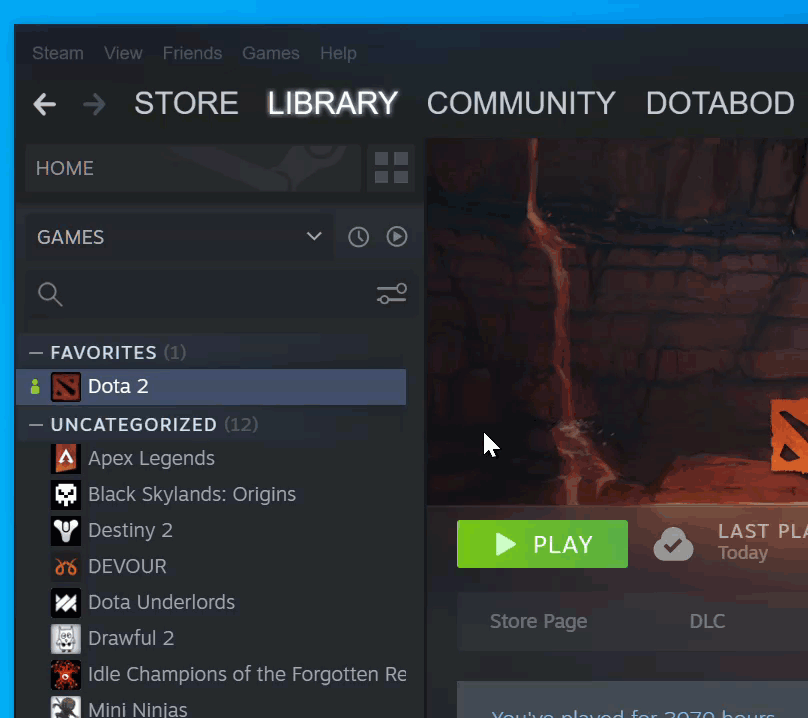 Steam View Friends Games Help
STORE LIBRARY COMMUNITY DOTABOD
HOME
GAMES
— FAVORITES (1)
Dota 2
— UNCATEGORIZED (12)
Apex Legends
Black Skylands: Origins
Destiny 2
DEVOUR
Dota Underlords
Drawful 2
Idle Champions of the Forgotten Re
Mini Ninjas
PLAY
LAST PLA
Today
Store Page DLC
You've played for 3070 hours